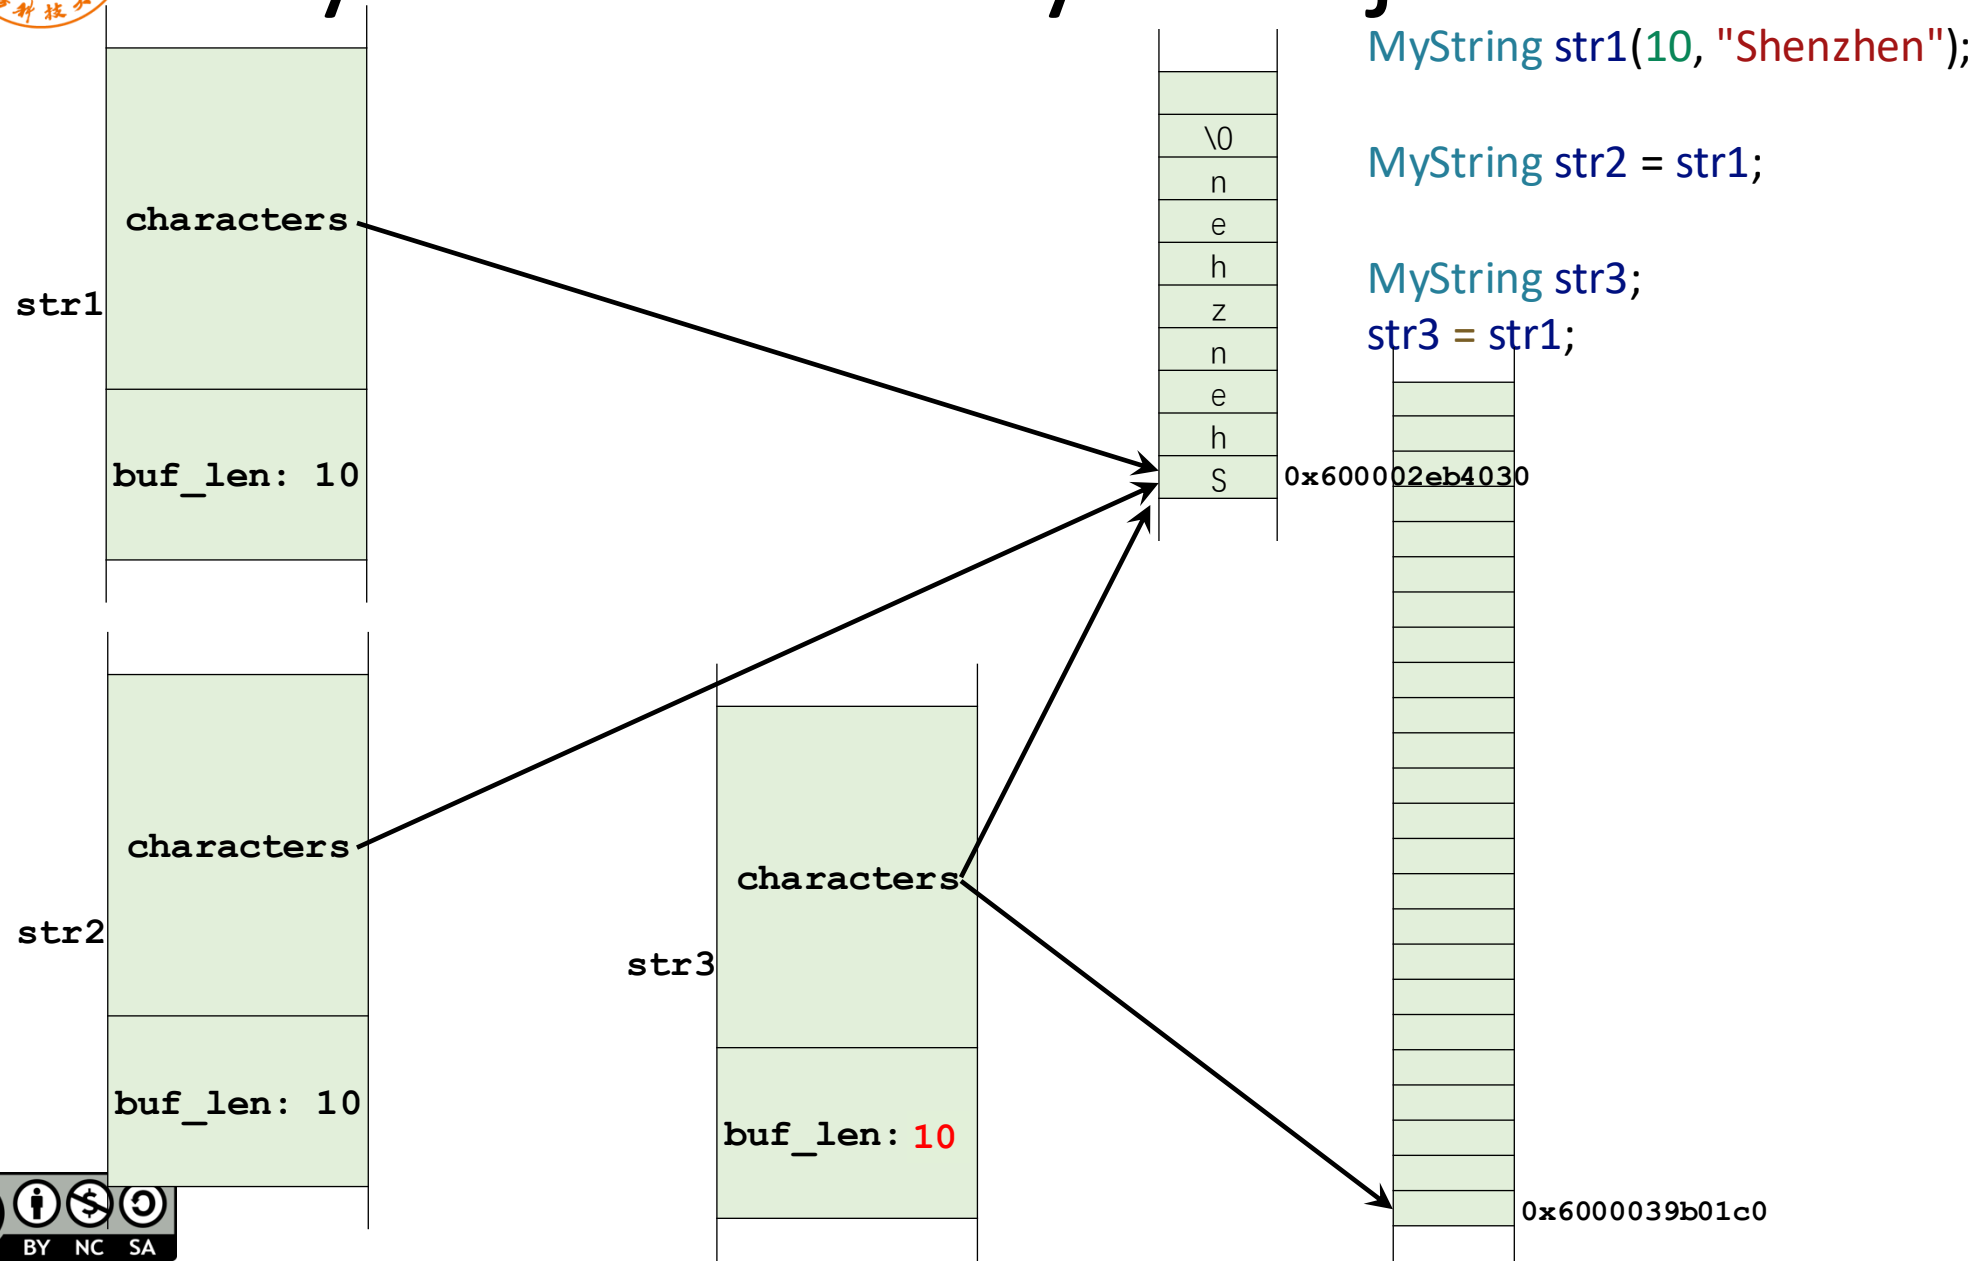 MyString str1(10, "Shenzhen");
MyString str2 = str1;
MyString str3;
str3 = str1;
characters
str1
buf_len: 10
\0
n
e
h
z
n
e
h
S
0x600002eb4030
characters
str2
buf_len: 10
characters
str3
buf_len: 10
0x6000039b01c0
BY NC SA